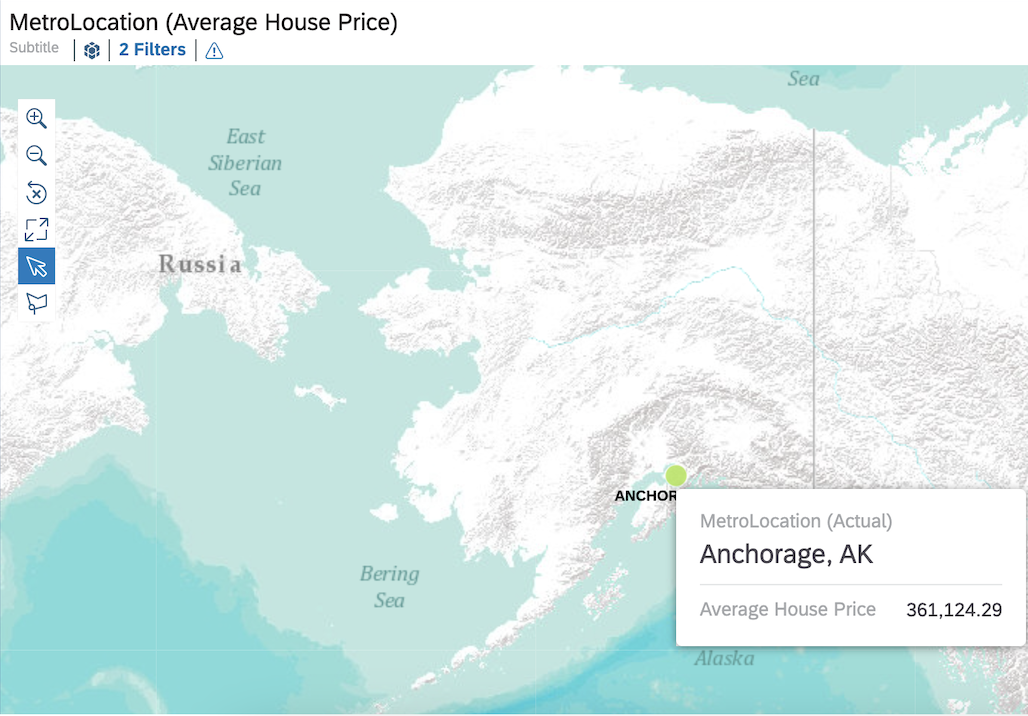 MetroLocation (Average House Price)
Subtitle
2 Filters
Sea
East
Siberian
Sea
Russia
ANCHOR
MetroLocation (Actual)
Anchorage, AK
Average House Price 361,124.29
Bering
Sea
Alaska